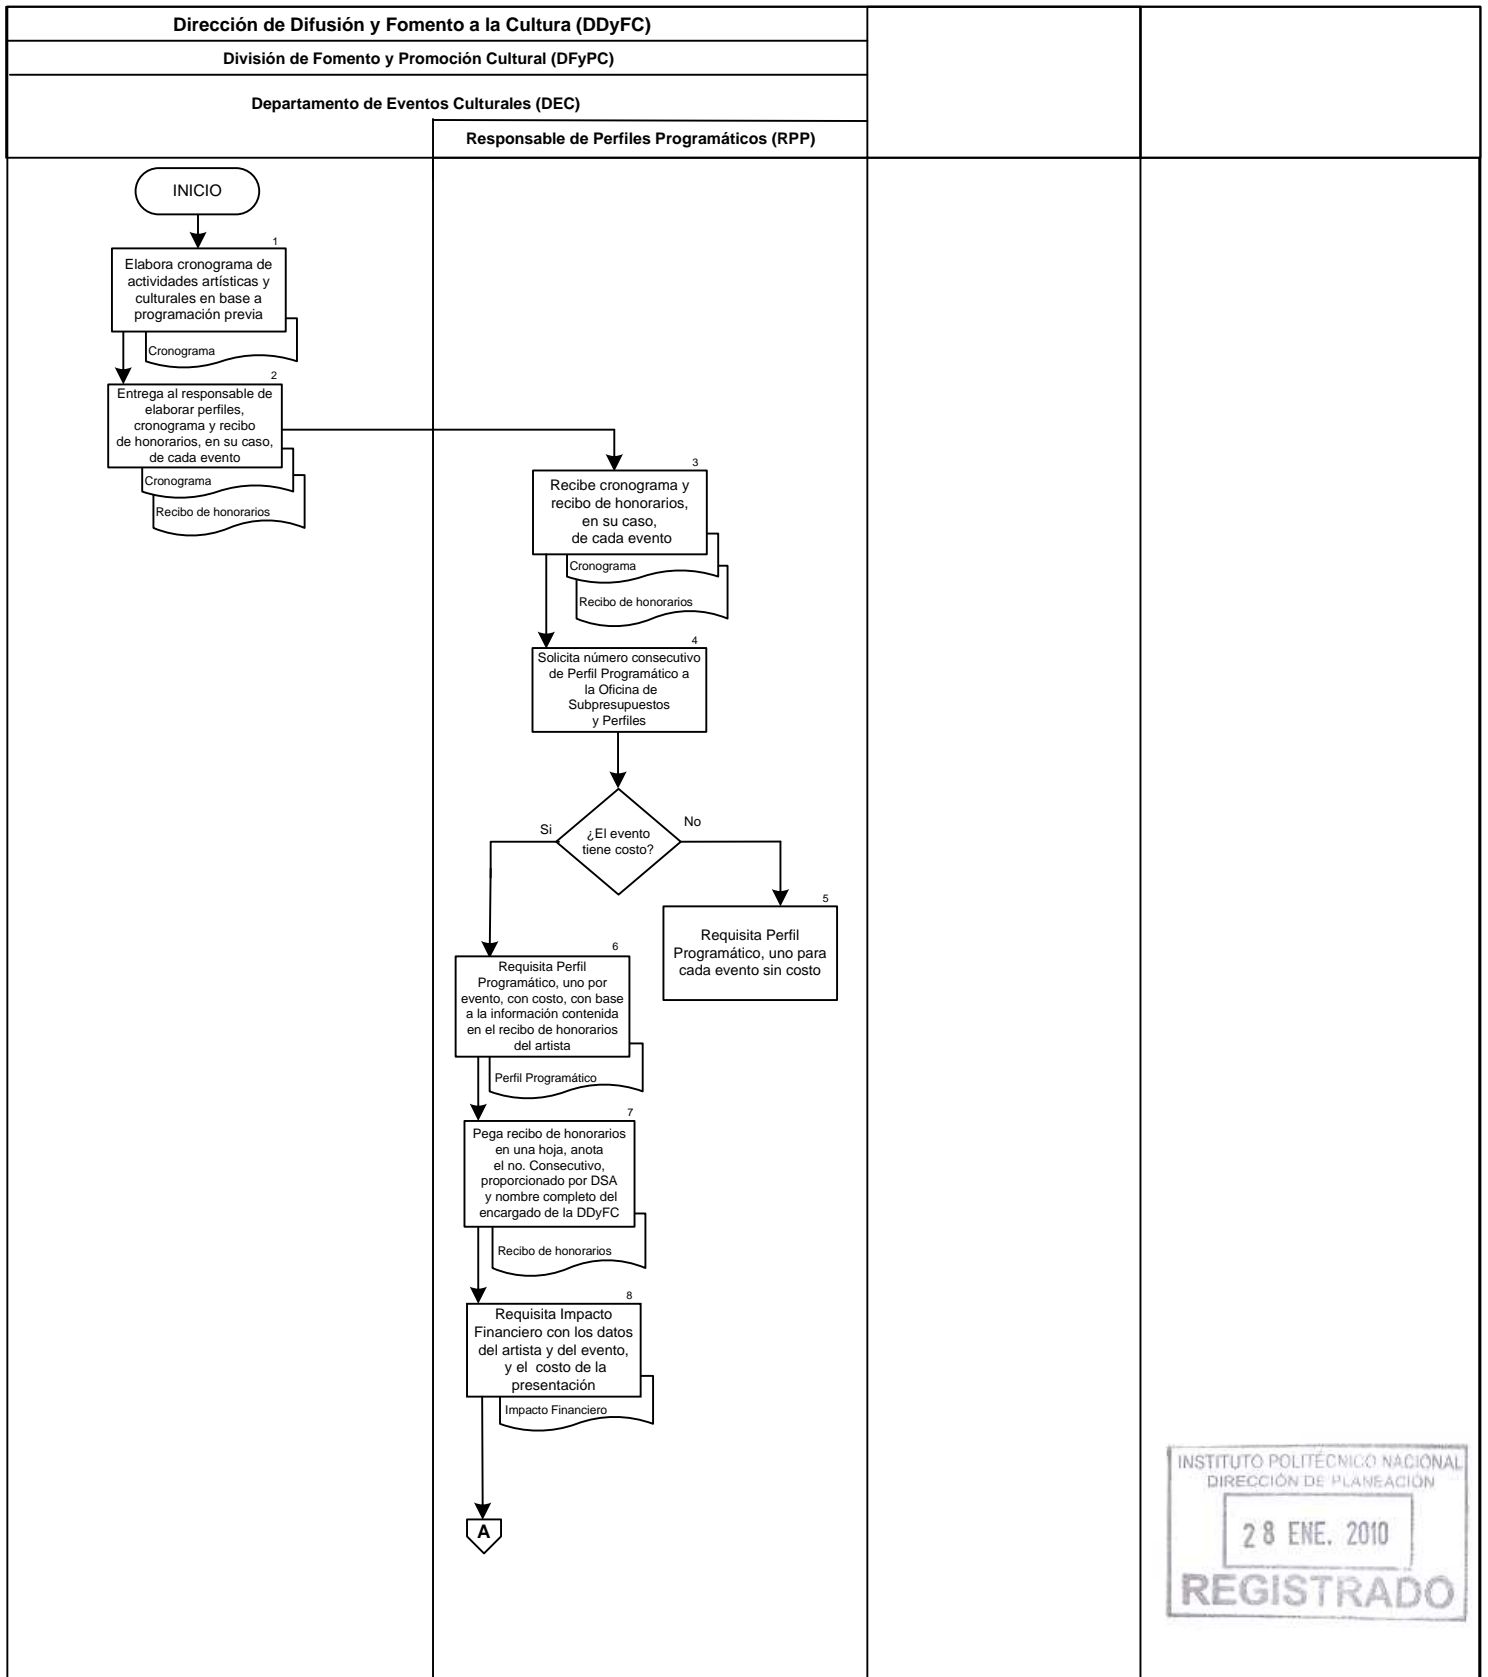 Dirección de Difusión y Fomento a la Cultura (DDyFC)
División de Fomento y Promoción Cultural (DFyPC)
Departamento de Eventos Culturales (DEC)
Responsable de Perfiles Programáticos (RPP)
INICIO
1
Elabora cronograma de
actividades artísticas y
culturales en base a
programación previa
Cronograma
2
Entrega al responsable de
elaborar perfiles,
cronograma y recibo
de honorarios, en su caso,
de cada evento
Cronograma
Recibo de honorarios
3
Recibe cronograma y
recibo de honorarios,
en su caso,
de cada evento
Cronograma
Recibo de honorarios
4
Solicita número consecutivo
de Perfil Programático a
la Oficina de
Subpresupuestos
y Perfiles
¿El evento
tiene costo?
Si
No
5
Requisita Perfil
Programático, uno para
cada evento sin costo
6
Requisita Perfil
Programático, uno por
evento, con costo, con base
a la información contenida
en el recibo de honorarios
del artista
Perfil Programático
7
Pega recibo de honorarios
en una hoja, anota
el no. Consecutivo,
proporcionado por DSA
y nombre completo del
encargado de la DDyFC
Recibo de honorarios
8
Requisita Impacto
Financiero con los datos
del artista y del evento,
y el costo de la
presentación
Impacto Financiero
A
INSTITUTO POLITÉCNICO NACIONAL
DIRECCIÓN DE PLANEACIÓN
28 ENE. 2010
REGISTRADO